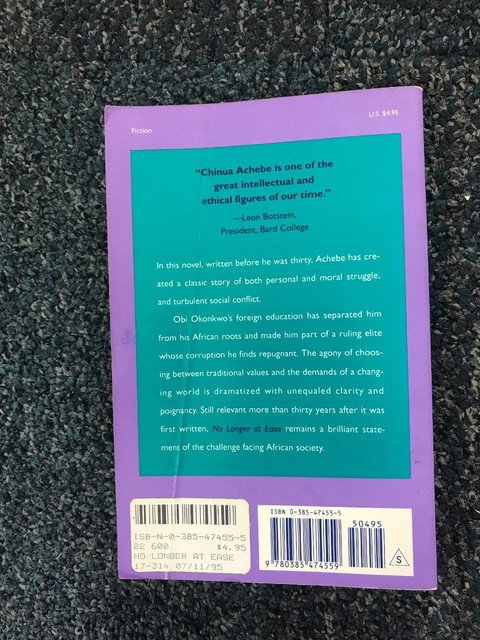 Fiction
U.S. $4.95
“Chinua Achebe is one of the
great intellectual and
ethical figures of our time.”
—Leon Botstein,
President, Bard College
In this novel, written before he was thirty, Achebe has cre-
ated a classic story of both personal and moral struggle,
and turbulent social conflict.
Obi Okonkwo's foreign education has separated him
from his African roots and made him part of a ruling elite
whose corruption he finds repugnant. The agony of choos-
ing between traditional values and the demands of a chang-
ing world is dramatized with unequaled clarity and
poignancy. Still relevant more than thirty years after it was
first written, No Longer at Ease remains a brilliant state-
ment of the challenge facing African society.
ISB-N-0-385-47455-5
22 600 $4.95
NO LONGER AT EASE
17-314 07/11/95
ISBN 0-385-47455-5
50495
9 780385 474559
S